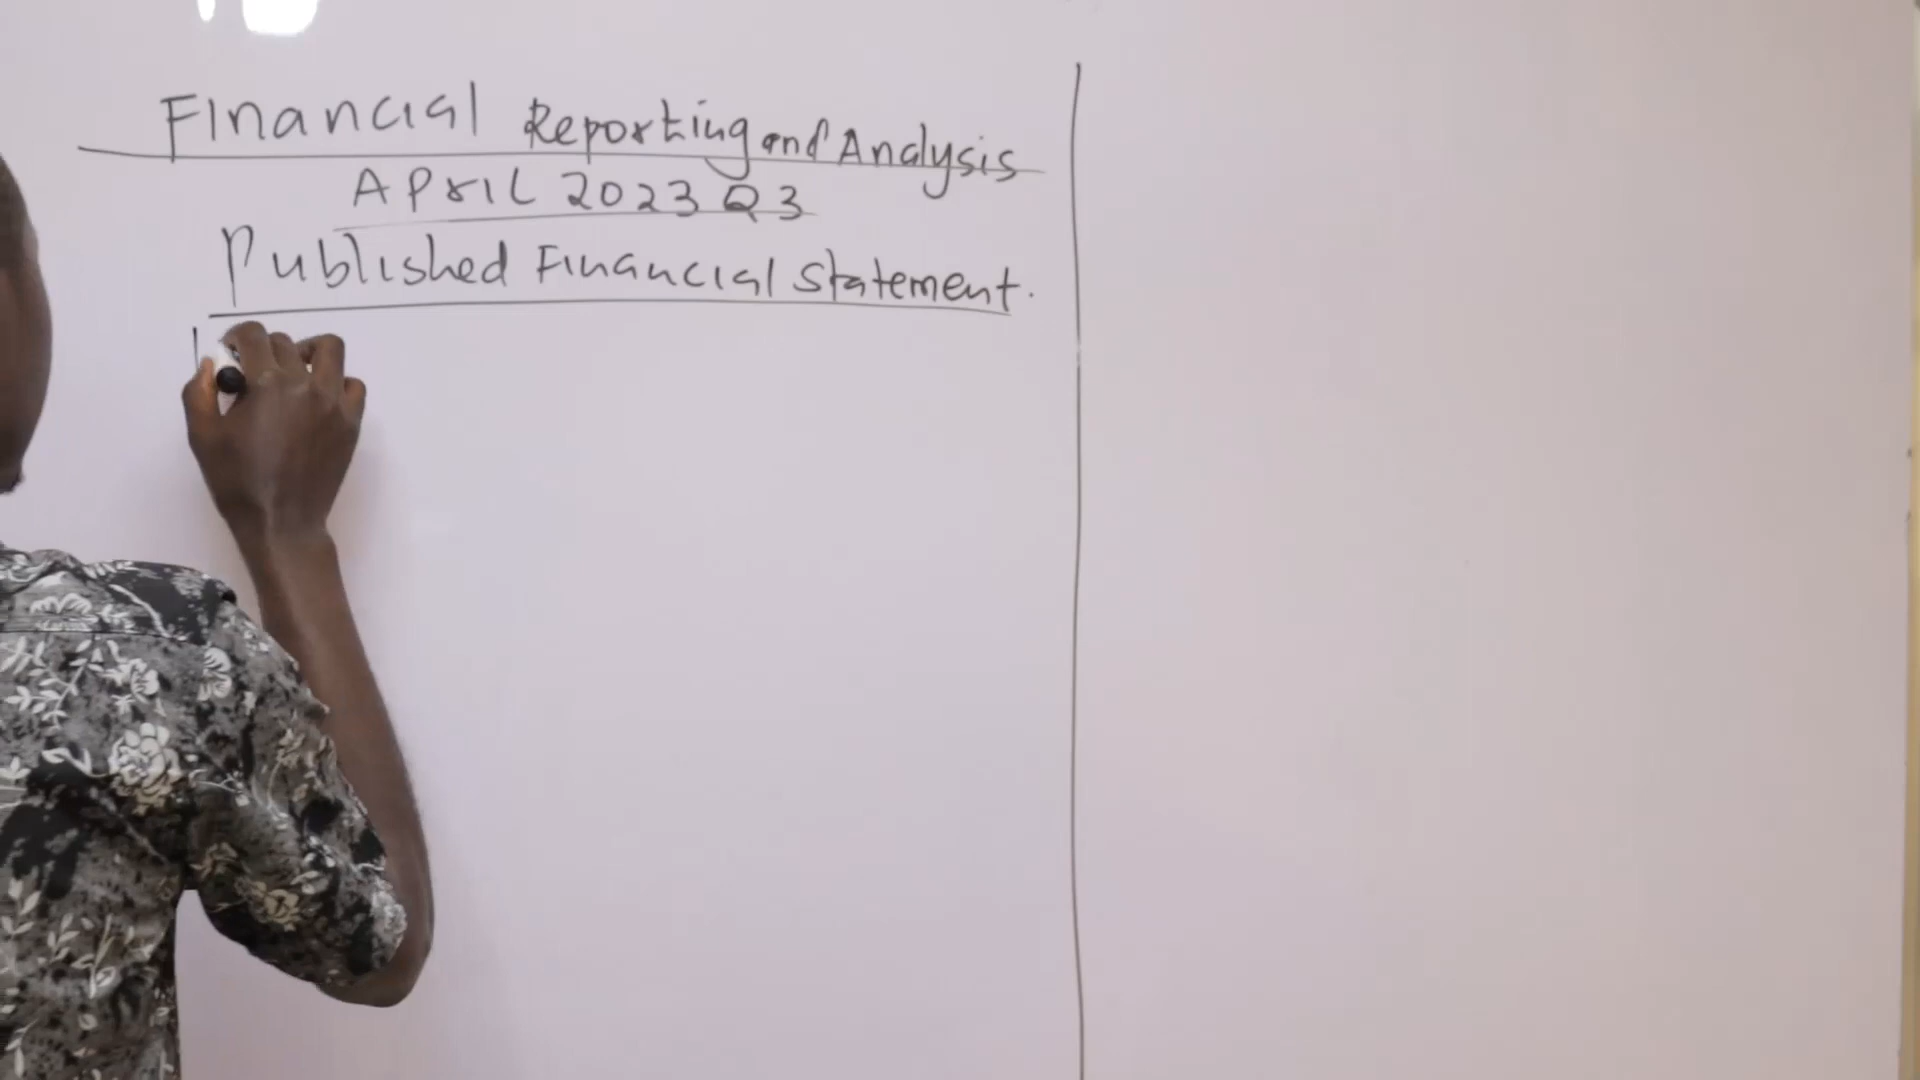 Financial Reporting and Analysis
APRIL 2023 Q3
Published Financial Statement.